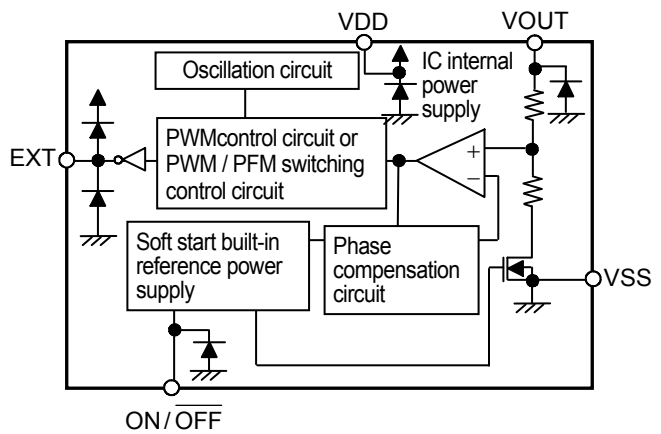 VDD
VOUT
Oscillation circuit
IC internal
power
supply
EXT
PWMcontrol circuit or
PWM / PFM switching
control circuit
+
−
Soft start built-in
reference power
supply
Phase
compensation
circuit
VSS
ON/OFF